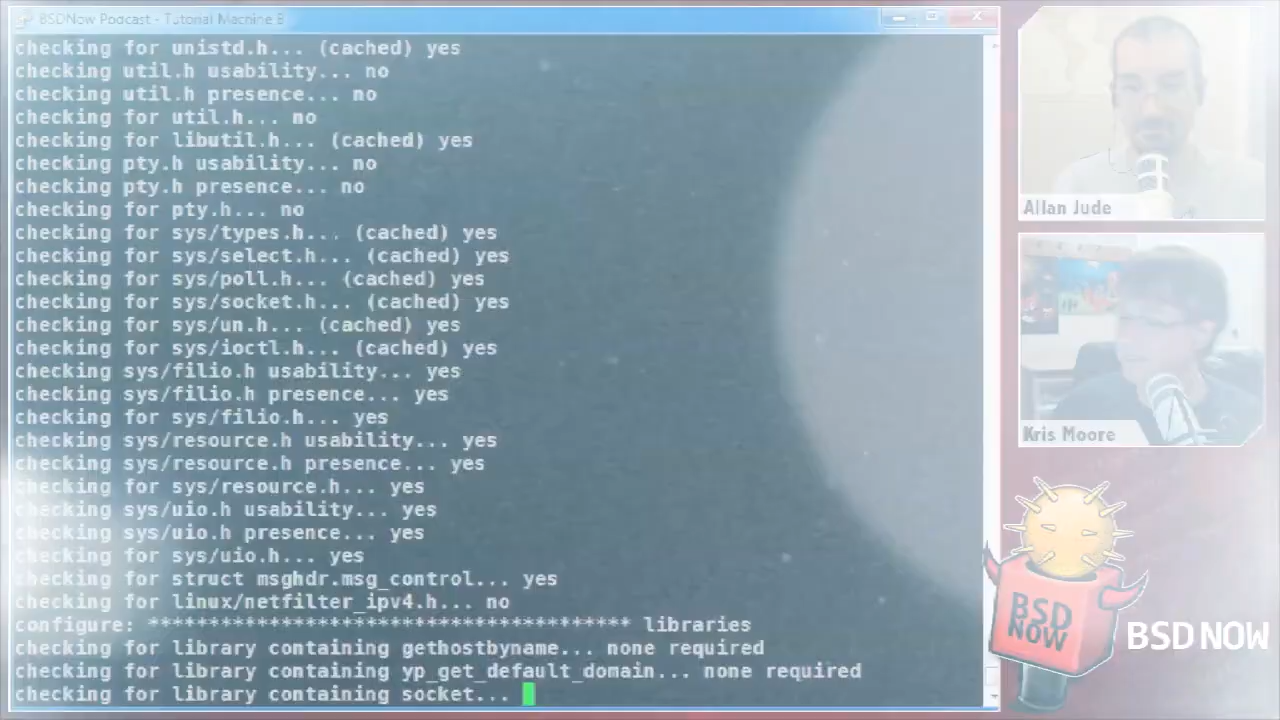 BSDNow Podcast - Tutorial Machine B
checking for unistd.h... (cached) yes
checking util.h usability... no
checking util.h presence... no
checking for util.h... no
checking for libutil.h... (cached) yes
checking pty.h usability... no
checking pty.h presence... no
checking for pty.h... no
checking for sys/types.h... (cached) yes
checking for sys/select.h... (cached) yes
checking for sys/poll.h... (cached) yes
checking for sys/socket.h... (cached) yes
checking for sys/un.h... (cached) yes
checking for sys/ioctl.h... (cached) yes
checking sys/filio.h usability... yes
checking sys/filio.h presence... yes
checking for sys/filio.h... yes
checking sys/resource.h usability... yes
checking sys/resource.h presence... yes
checking for sys/resource.h... yes
checking sys/uio.h usability... yes
checking sys/uio.h presence... yes
checking for sys/uio.h... yes
checking for struct msghdr.msg_control... yes
checking for linux/netfilter_ipv4.h... no
configure: **************************************** libraries
checking for library containing gethostbyname... none required
checking for library containing yp_get_default_domain... none required
checking for library containing socket...
Allan Jude
Kris Moore
BSD
NOW
BSD NOW